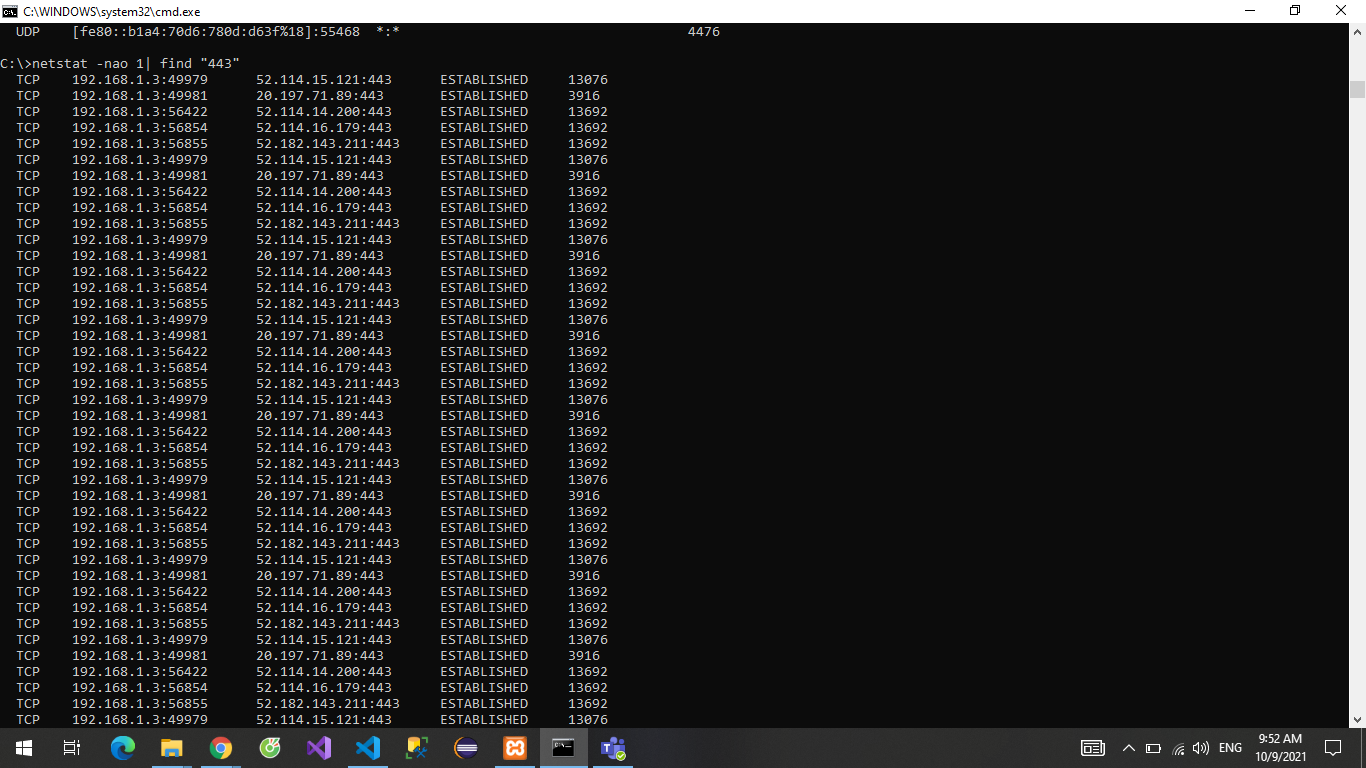 C:\WINDOWS\system32\cmd.exe
UDP [fe80::b1a4:70d6:780d:d63f%18]:55468 *:* 4476
C:\>netstat -nao 1| find "443"
TCP 192.168.1.3:49979 52.114.15.121:443 ESTABLISHED 13076
TCP 192.168.1.3:49981 20.197.71.89:443 ESTABLISHED 3916
TCP 192.168.1.3:56422 52.114.14.200:443 ESTABLISHED 13692
TCP 192.168.1.3:56854 52.114.16.179:443 ESTABLISHED 13692
TCP 192.168.1.3:56855 52.182.143.211:443 ESTABLISHED 13692
TCP 192.168.1.3:49979 52.114.15.121:443 ESTABLISHED 13076
TCP 192.168.1.3:49981 20.197.71.89:443 ESTABLISHED 3916
TCP 192.168.1.3:56422 52.114.14.200:443 ESTABLISHED 13692
TCP 192.168.1.3:56854 52.114.16.179:443 ESTABLISHED 13692
TCP 192.168.1.3:56855 52.182.143.211:443 ESTABLISHED 13692
TCP 192.168.1.3:49979 52.114.15.121:443 ESTABLISHED 13076
TCP 192.168.1.3:49981 20.197.71.89:443 ESTABLISHED 3916
TCP 192.168.1.3:56422 52.114.14.200:443 ESTABLISHED 13692
TCP 192.168.1.3:56854 52.114.16.179:443 ESTABLISHED 13692
TCP 192.168.1.3:56855 52.182.143.211:443 ESTABLISHED 13692
TCP 192.168.1.3:49979 52.114.15.121:443 ESTABLISHED 13076
TCP 192.168.1.3:49981 20.197.71.89:443 ESTABLISHED 3916
TCP 192.168.1.3:56422 52.114.14.200:443 ESTABLISHED 13692
TCP 192.168.1.3:56854 52.114.16.179:443 ESTABLISHED 13692
TCP 192.168.1.3:56855 52.182.143.211:443 ESTABLISHED 13692
TCP 192.168.1.3:49979 52.114.15.121:443 ESTABLISHED 13076
TCP 192.168.1.3:49981 20.197.71.89:443 ESTABLISHED 3916
TCP 192.168.1.3:56422 52.114.14.200:443 ESTABLISHED 13692
TCP 192.168.1.3:56854 52.114.16.179:443 ESTABLISHED 13692
TCP 192.168.1.3:56855 52.182.143.211:443 ESTABLISHED 13692
TCP 192.168.1.3:49979 52.114.15.121:443 ESTABLISHED 13076
TCP 192.168.1.3:49981 20.197.71.89:443 ESTABLISHED 3916
TCP 192.168.1.3:56422 52.114.14.200:443 ESTABLISHED 13692
TCP 192.168.1.3:56854 52.114.16.179:443 ESTABLISHED 13692
TCP 192.168.1.3:56855 52.182.143.211:443 ESTABLISHED 13692
TCP 192.168.1.3:49979 52.114.15.121:443 ESTABLISHED 13076
TCP 192.168.1.3:49981 20.197.71.89:443 ESTABLISHED 3916
TCP 192.168.1.3:56422 52.114.14.200:443 ESTABLISHED 13692
TCP 192.168.1.3:56854 52.114.16.179:443 ESTABLISHED 13692
TCP 192.168.1.3:56855 52.182.143.211:443 ESTABLISHED 13692
TCP 192.168.1.3:49979 52.114.15.121:443 ESTABLISHED 13076
TCP 192.168.1.3:49981 20.197.71.89:443 ESTABLISHED 3916
TCP 192.168.1.3:56422 52.114.14.200:443 ESTABLISHED 13692
TCP 192.168.1.3:56854 52.114.16.179:443 ESTABLISHED 13692
TCP 192.168.1.3:56855 52.182.143.211:443 ESTABLISHED 13692
TCP 192.168.1.3:49979 52.114.15.121:443 ESTABLISHED 13076
ENG
9:52 AM
10/9/2021